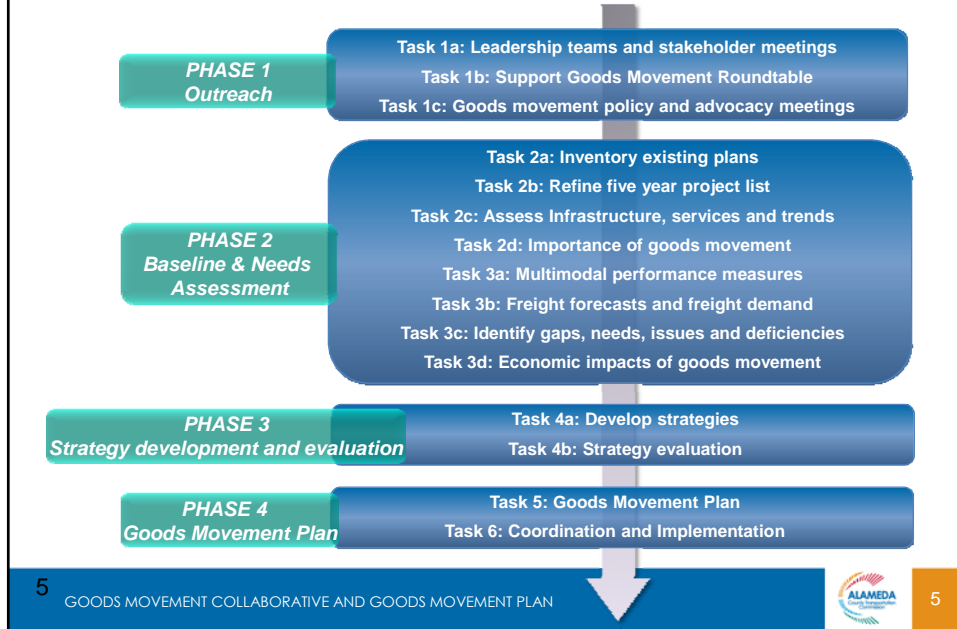 PHASE 1
Outreach
Task 1a: Leadership teams and stakeholder meetings
Task 1b: Support Goods Movement Roundtable
Task 1c: Goods movement policy and advocacy meetings
PHASE 2
Baseline & Needs
Assessment
Task 2a: Inventory existing plans
Task 2b: Refine five year project list
Task 2c: Assess Infrastructure, services and trends
Task 2d: Importance of goods movement
Task 3a: Multimodal performance measures
Task 3b: Freight forecasts and freight demand
Task 3c: Identify gaps, needs, issues and deficiencies
Task 3d: Economic impacts of goods movement
PHASE 3
Strategy development and evaluation
Task 4a: Develop strategies
Task 4b: Strategy evaluation
PHASE 4
Goods Movement Plan
Task 5: Goods Movement Plan
Task 6: Coordination and Implementation
5
GOODS MOVEMENT COLLABORATIVE AND GOODS MOVEMENT PLAN
ALAMEDA
County Transportation
Commission
5